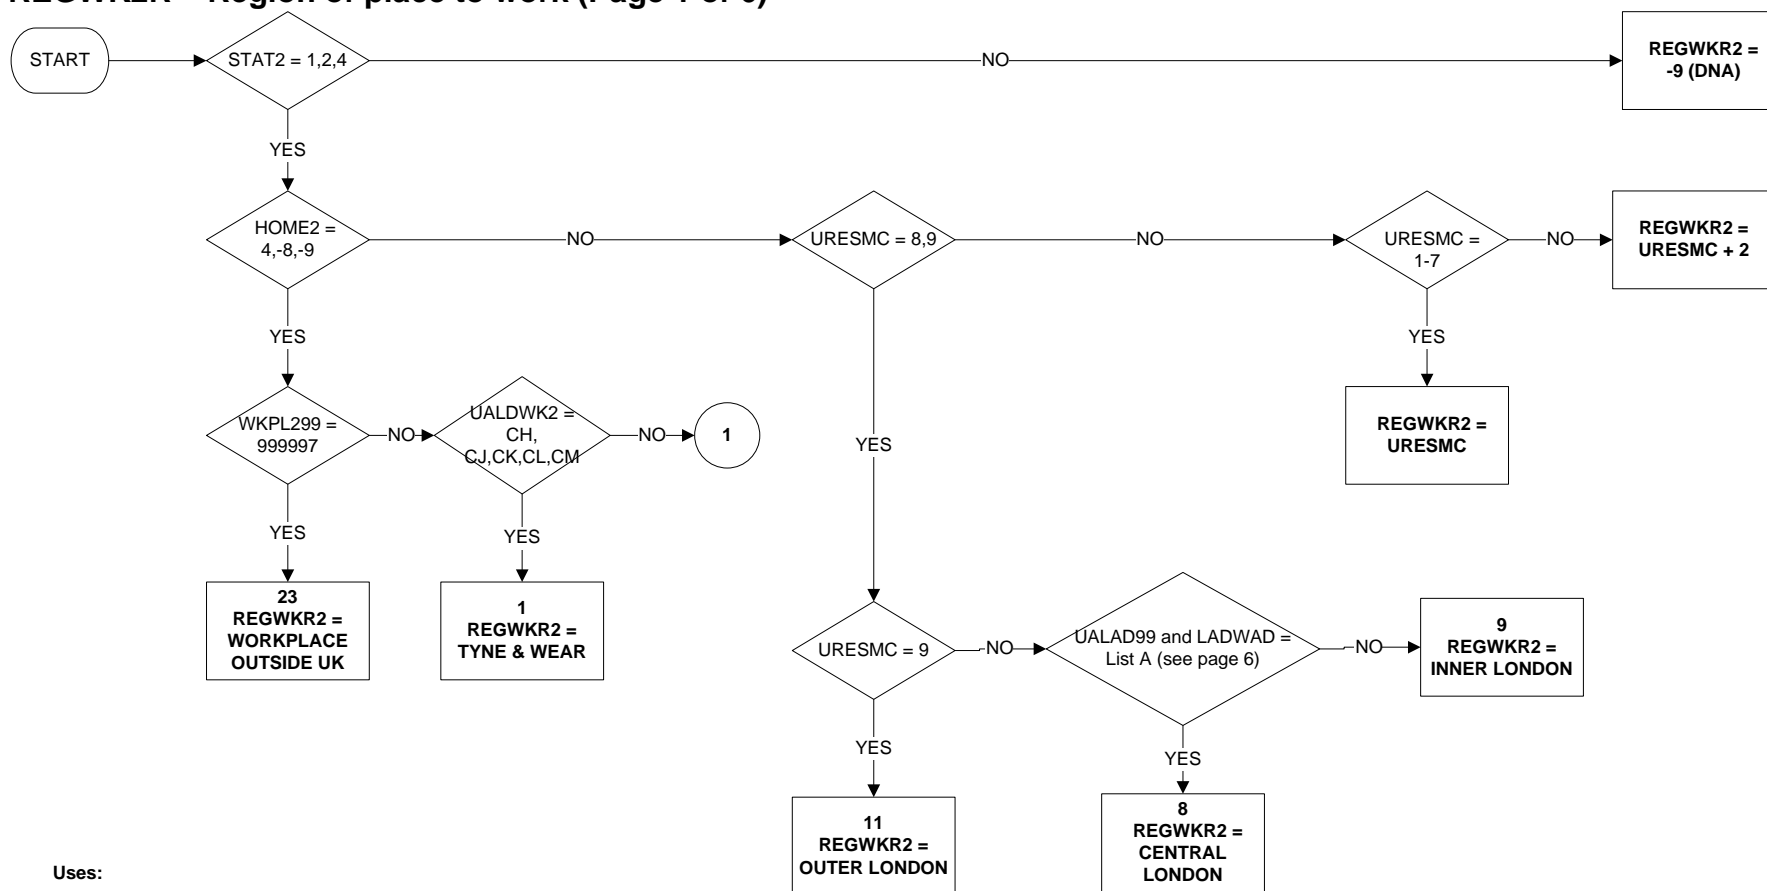 START
STAT2 = 1,2,4
NO
REGWKR2 =
-9 (DNA)
YES
HOME2 =
4,-8,-9
NO
URESMC = 8,9
NO
URESMC =
1-7
NO
REGWKR2 =
URESMC + 2
YES
YES
YES
REGWKR2 =
URESMC
WKPL299 =
999997
NO
UALDWK2 =
CH,
CJ,CK,CL,CM
NO
1
YES
YES
23
REGWKR2 =
WORKPLACE
OUTSIDE UK
1
REGWKR2 =
TYNE & WEAR
URESMC = 9
NO
UALAD99 and LADWAD =
List A (see page 6)
NO
9
REGWKR2 =
INNER LONDON
YES
YES
11
REGWKR2 =
OUTER LONDON
8
REGWKR2 =
CENTRAL
LONDON
Uses: